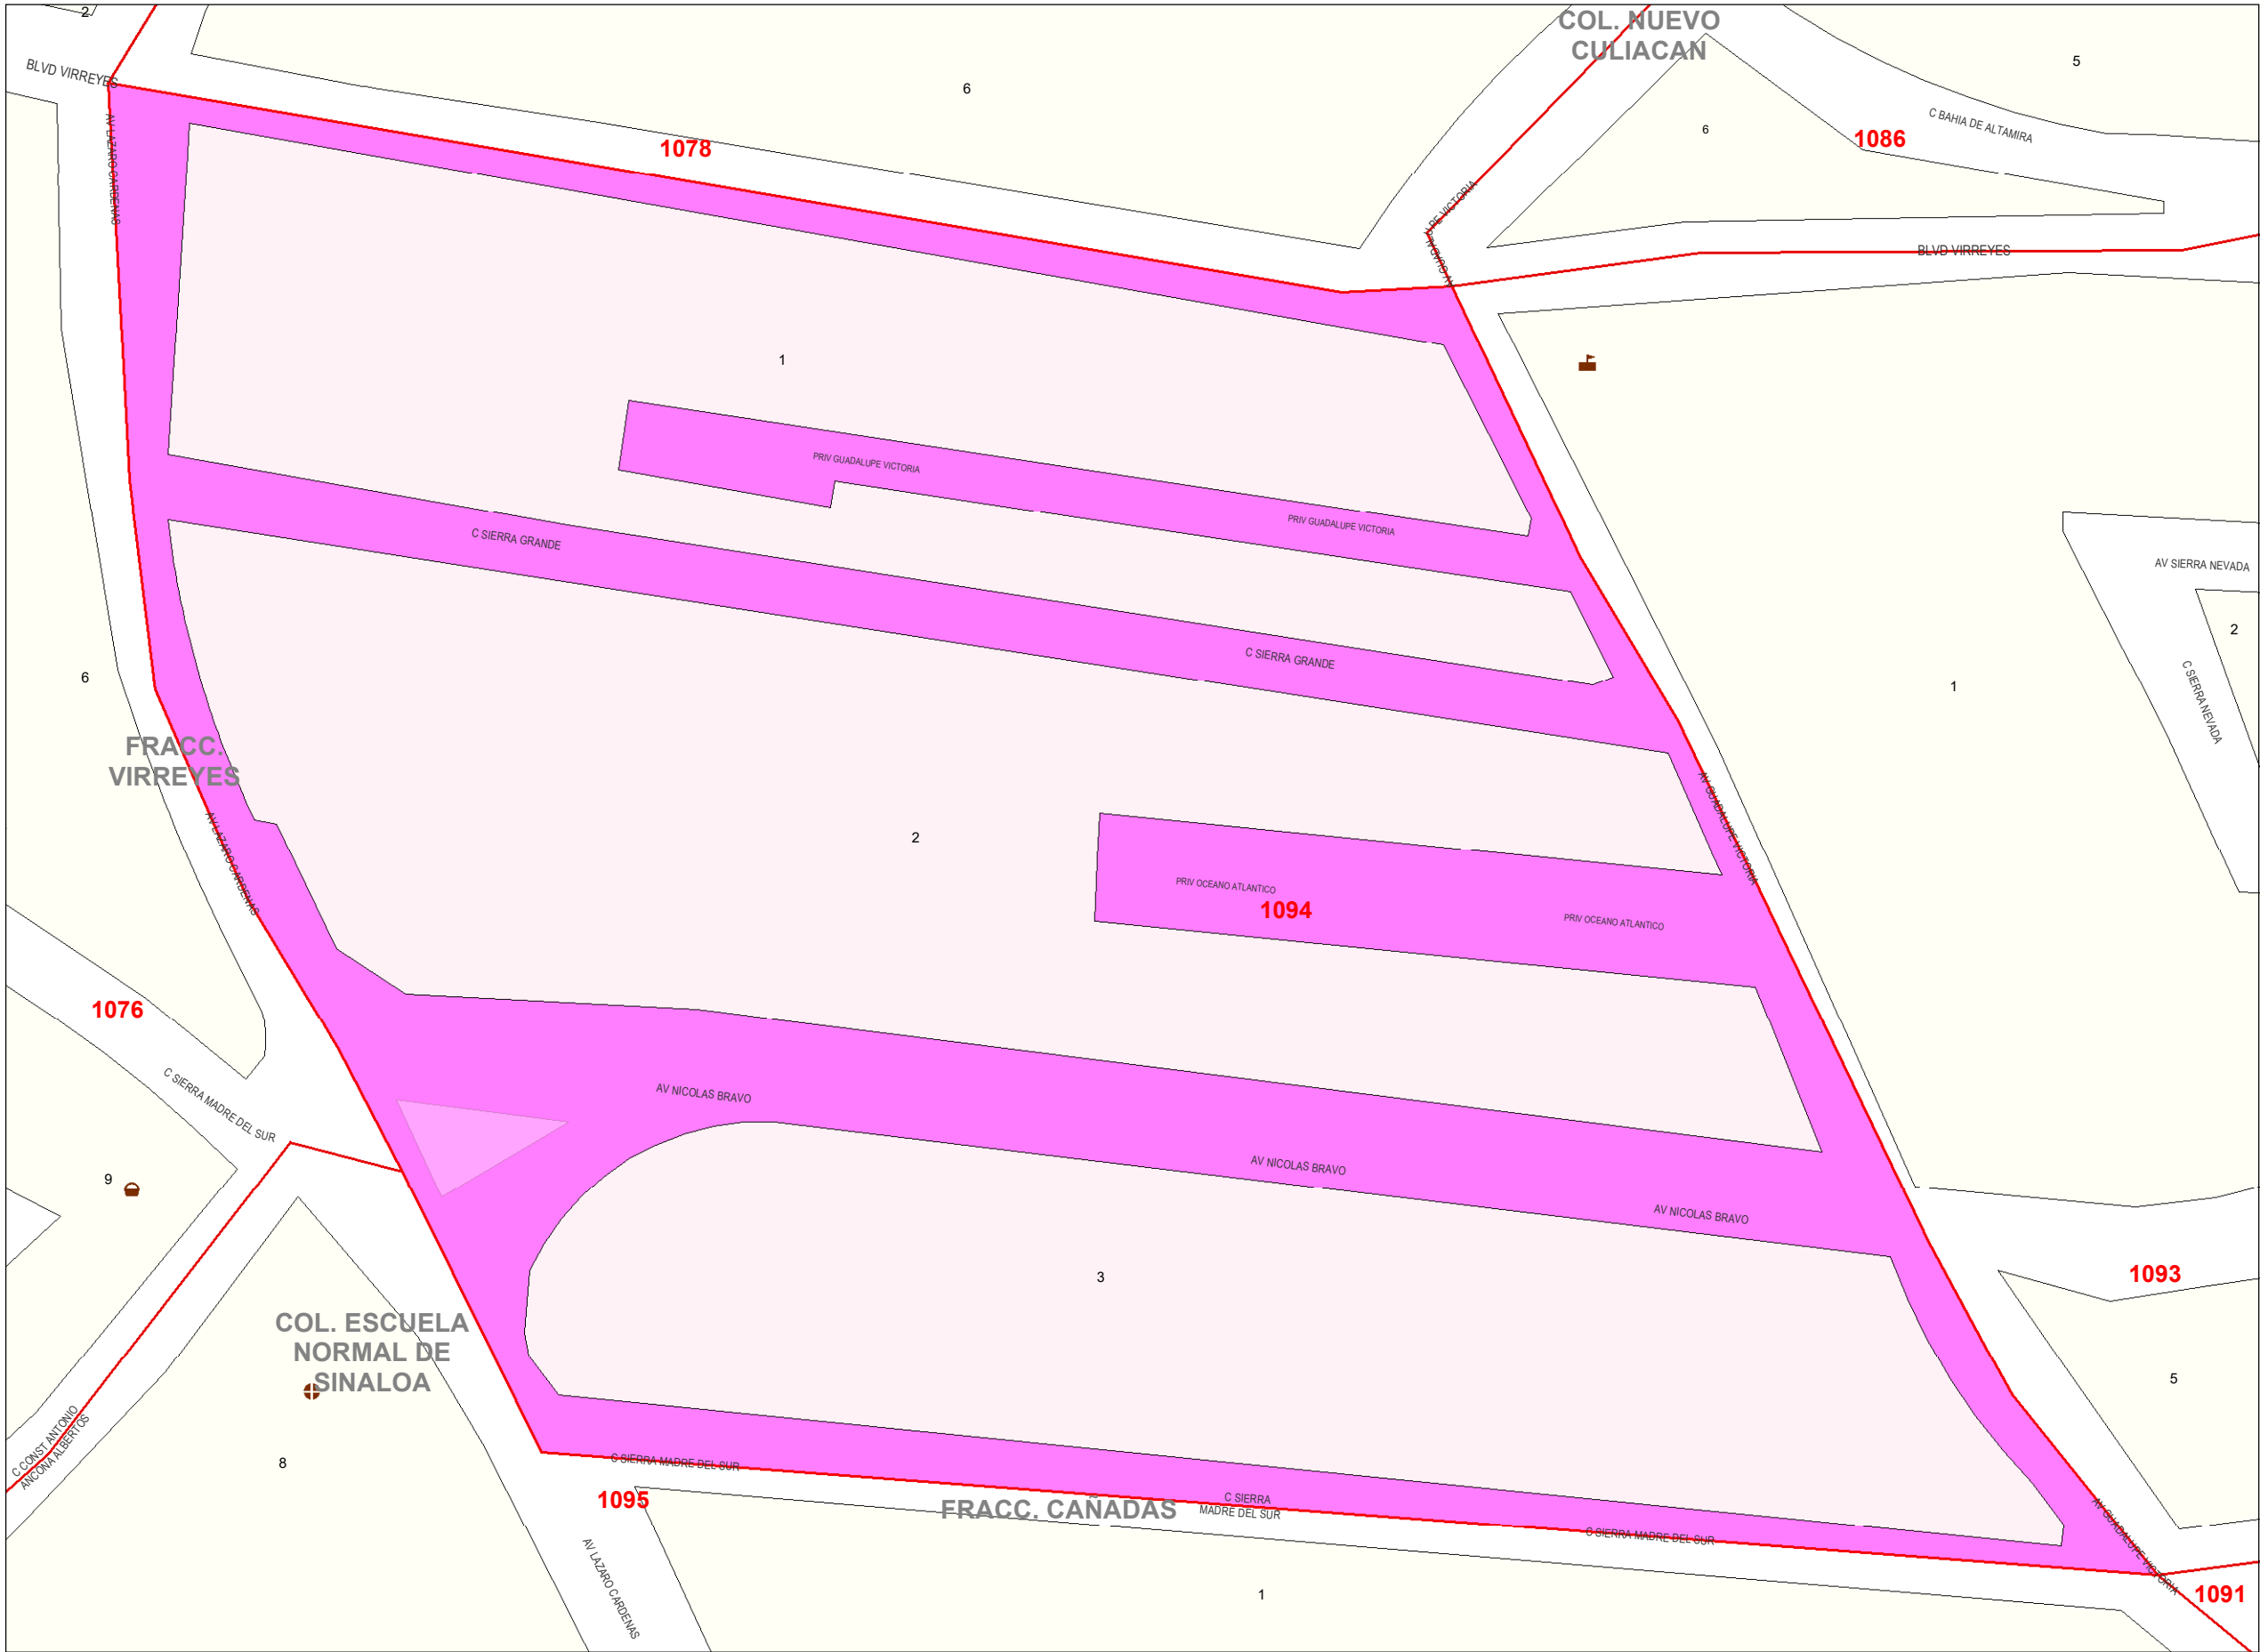 2
COL. NUEVO
CULIACAN
BLVD VIRREYES
6
5
C BAHIA DE ALTAMIRA
6
1086
1078
AV LAZARO CARDENAS
BLVD VIRREYES
1
PRIV GUADALUPE VICTORIA
PRIV GUADALUPE VICTORIA
C SIERRA GRANDE
AV SIERRA NEVADA
2
C SIERRA GRANDE
6
1
C SIERRA NEVADA
FRACC.
VIRREYES
AV LAZARO CARDENAS
2
AV GUADALUPE VICTORIA
PRIV OCEANO ATLANTICO
1094
PRIV OCEANO ATLANTICO
1076
C SIERRA MADRE DEL SUR
AV NICOLAS BRAVO
AV NICOLAS BRAVO
AV NICOLAS BRAVO
9
3
1093
COL. ESCUELA
NORMAL DE
SINALOA
5
C CONST ANTONIO
ANCONA ALBERTOS
8
C SIERRA MADRE DEL SUR
1095
FRACC. CAÑADAS
C SIERRA
MADRE DEL SUR
C SIERRA MADRE DEL SUR
AV GUADALUPE VICTORIA
AV LAZARO CARDENAS
1
1091